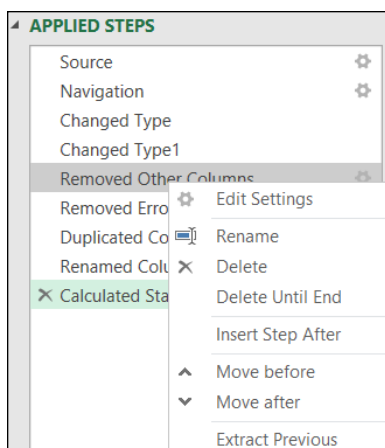 APPLIED STEPS
Source
Navigation
Changed Type
Changed Type1
Removed Other Columns
Removed Erro
Duplicated Co
Renamed Colu
Calculated Sta
Edit Settings
Rename
Delete
Delete Until End
Insert Step After
Move before
Move after
Extract Previous